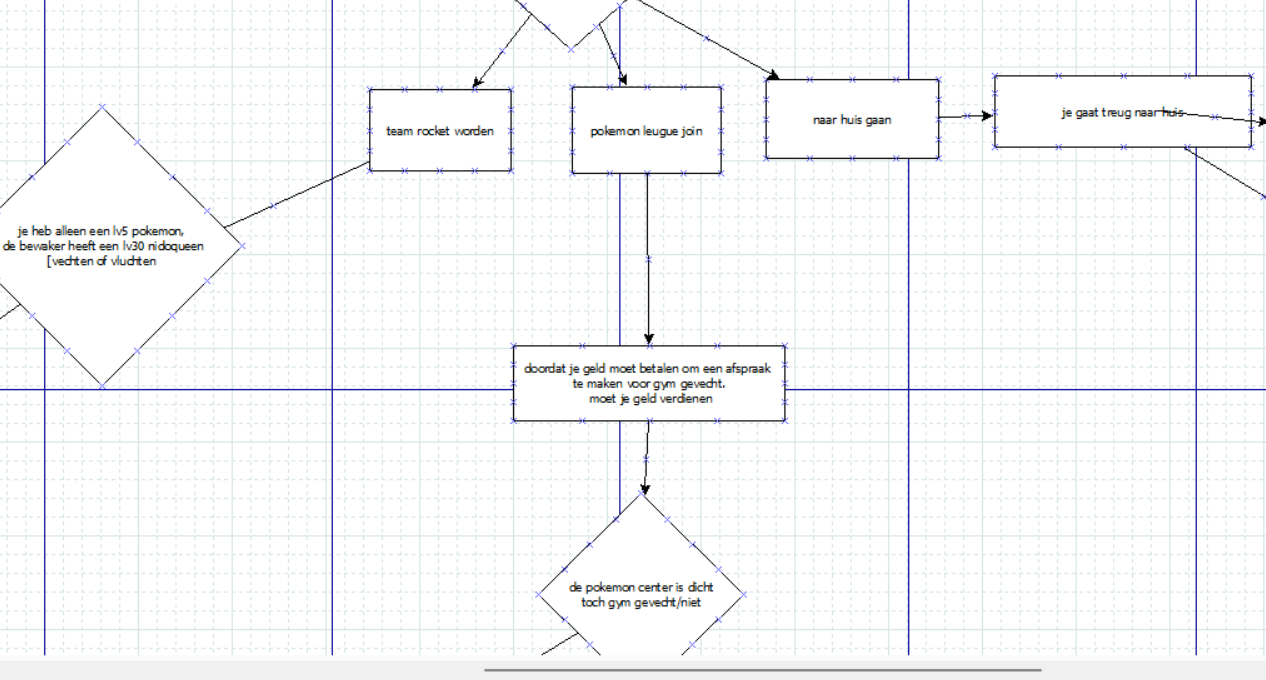 team rocket worden
pokemon leugue join
naar huis gaan
je gaat treug naar huis
je heb alleen een lv5 pokemon,
de bewaker heeft een lv30 nidoqueen
[vechten of vluchten
doordat je geld moet betalen om een afspraak
te maken voor gym gevecht.
moet je geld verdienen
de pokemon center is dicht
toch gym gevecht/niet